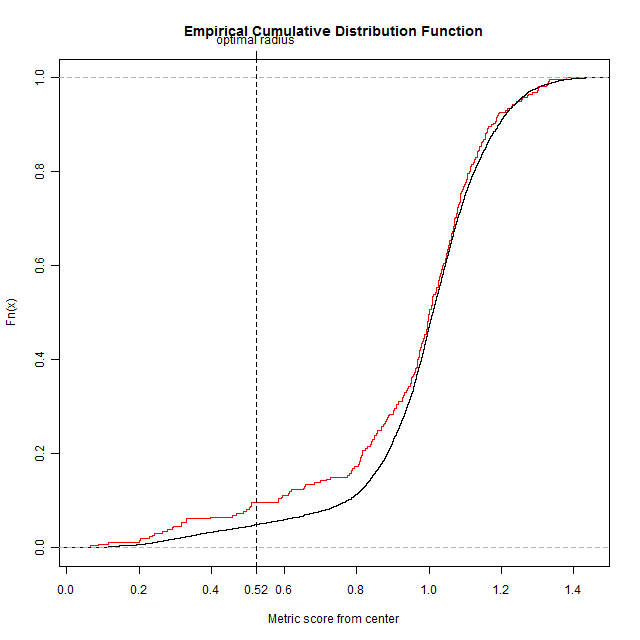 Empirical Cumulative Distribution Function
optimal radius
1.0
0.8
0.6
0.4
0.2
0.0
Fn(x)
0.0 0.2 0.4 0.52 0.6 0.8 1.0 1.2 1.4
Metric score from center